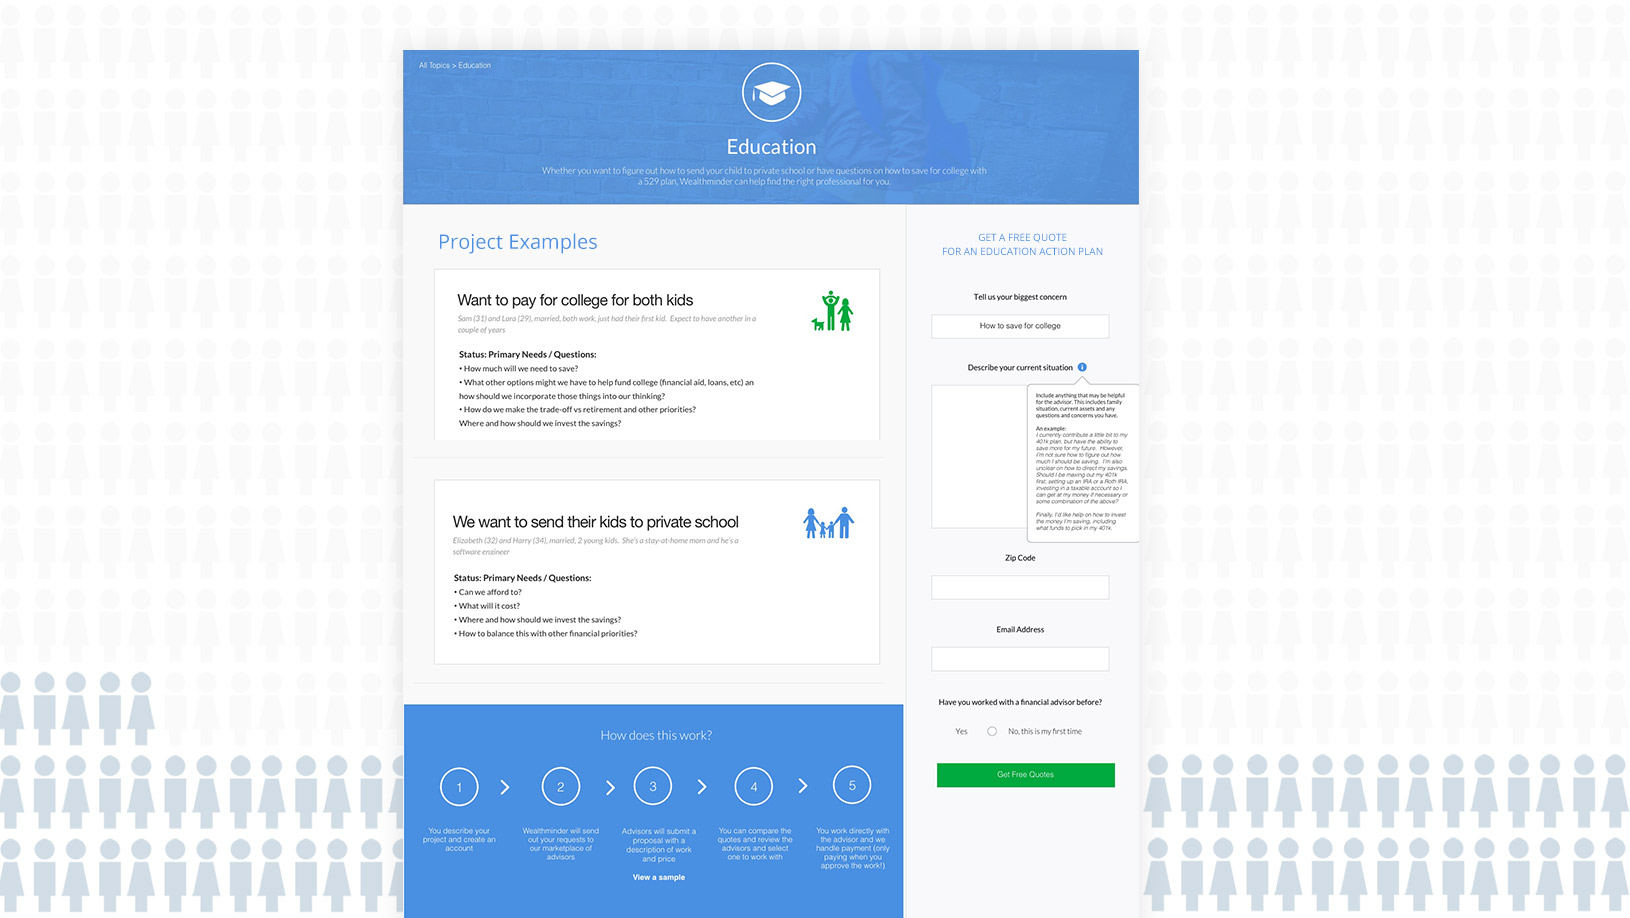 All Topics > Education
Education
Whether you want to figure out how to send your child to private school or have questions on how to save for college with
a 529 plan, Wealthminder can help find the right professional for you.
Project Examples
Want to pay for college for both kids
Sam (31) and Lara (29), married, both work, just had their first kid. Expect to have another in a
couple of years
Status: Primary Needs / Questions:
• How much will we need to save?
• What other options might we have to help fund college (financial aid, loans, etc) an
how should we incorporate those things into our thinking?
• How do we make the trade-off vs retirement and other priorities?
Where and how should we invest the savings?
We want to send their kids to private school
Elizabeth (32) and Harry (34), married, 2 young kids. She's a stay-at-home mom and he's a
software engineer
Status: Primary Needs / Questions:
• Can we afford to?
• What will it cost?
• Where and how should we invest the savings?
• How to balance this with other financial priorities?
How does this work?
1
2
3
4
5
You describe your
project and create an
account
Wealthminder will send
out your requests to
our marketplace of
advisors
Advisors will submit a
proposal with a
description of work
and price
View a sample
You can compare the
quotes and review the
advisors and select
one to work with
You work directly with
the advisor and we
handle payment (only
paying when you
approve the work!)
GET A FREE QUOTE
FOR AN EDUCATION ACTION PLAN
Tell us your biggest concern
How to save for college
Describe your current situation i
Include anything that may be helpful
for the advisor. This includes family
situation, current assets and any
questions and concerns you have.
An example:
I currently contribute a little bit to my
401k plan, but have the ability to
save more for my future. However,
I'm not sure how to figure out how
much I should be saving. I'm also
unclear on how to direct my savings.
Should I be maxing out my 401k
first, setting up an IRA or a Roth IRA,
investing in a taxable account so I
can get at my money if necessary or
some combination of the above?
Finally, I'd like help on how to invest
the money I'm saving, including
what funds to pick in my 401k.
Zip Code
Email Address
Have you worked with a financial advisor before?
Yes
No, this is my first time
Get Free Quotes